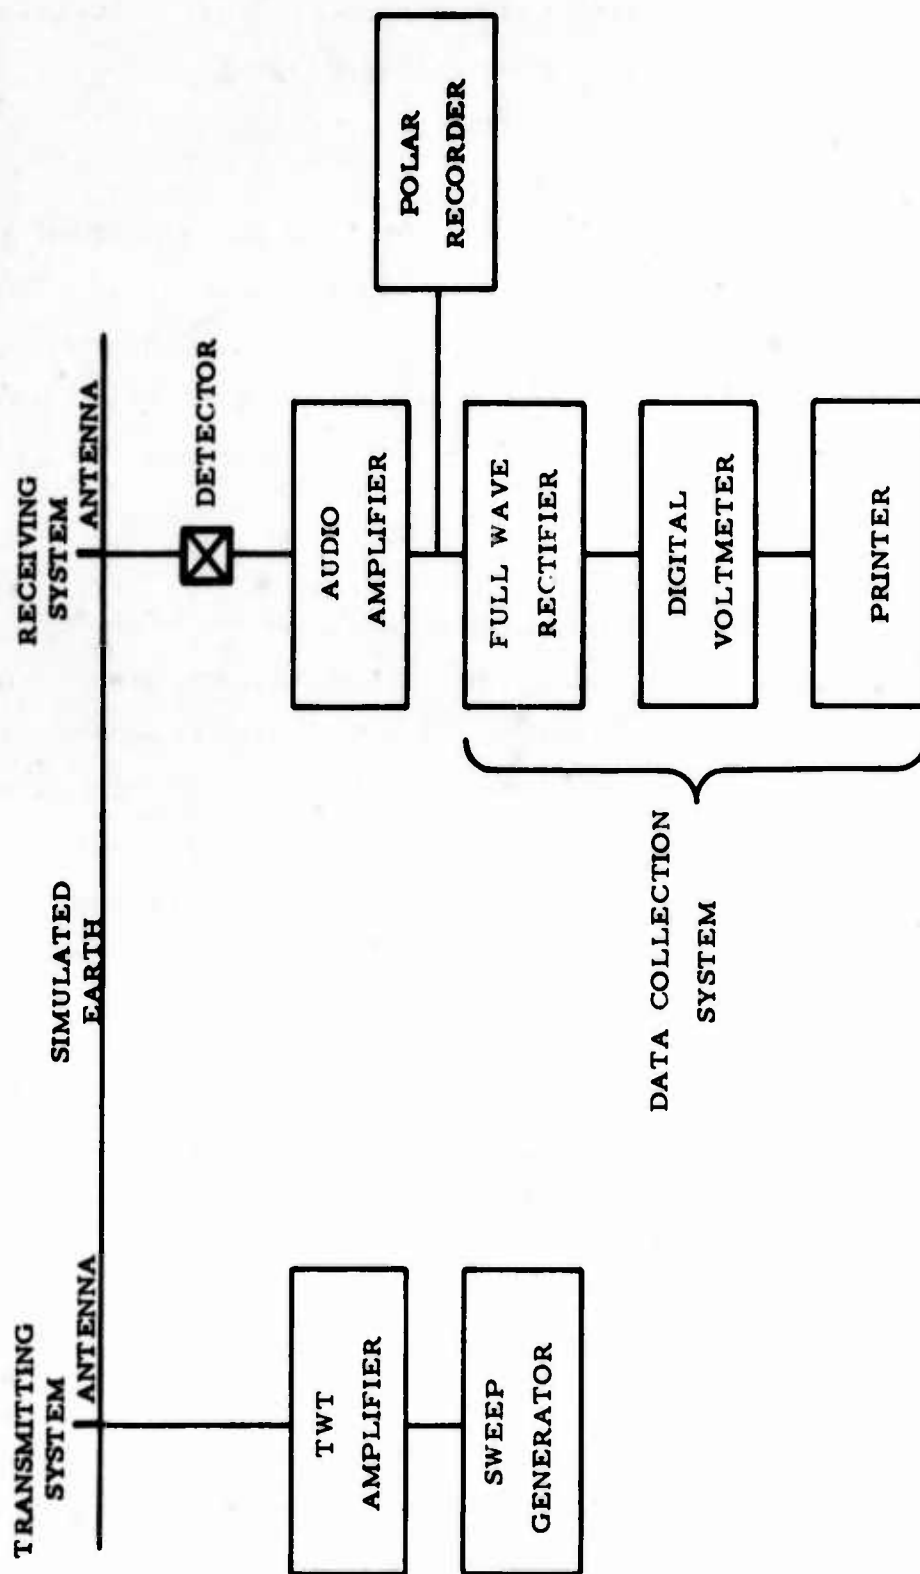 TRANSMITTING
SYSTEM
ANTENNA
SIMULATED
EARTH
RECEIVING
SYSTEM
ANTENNA
DETECTOR
TWT
AMPLIFIER
SWEEP
GENERATOR
AUDIO
AMPLIFIER
POLAR
RECORDER
FULL WAVE
RECTIFIER
DIGITAL
VOLTMETER
PRINTER
DATA COLLECTION
SYSTEM